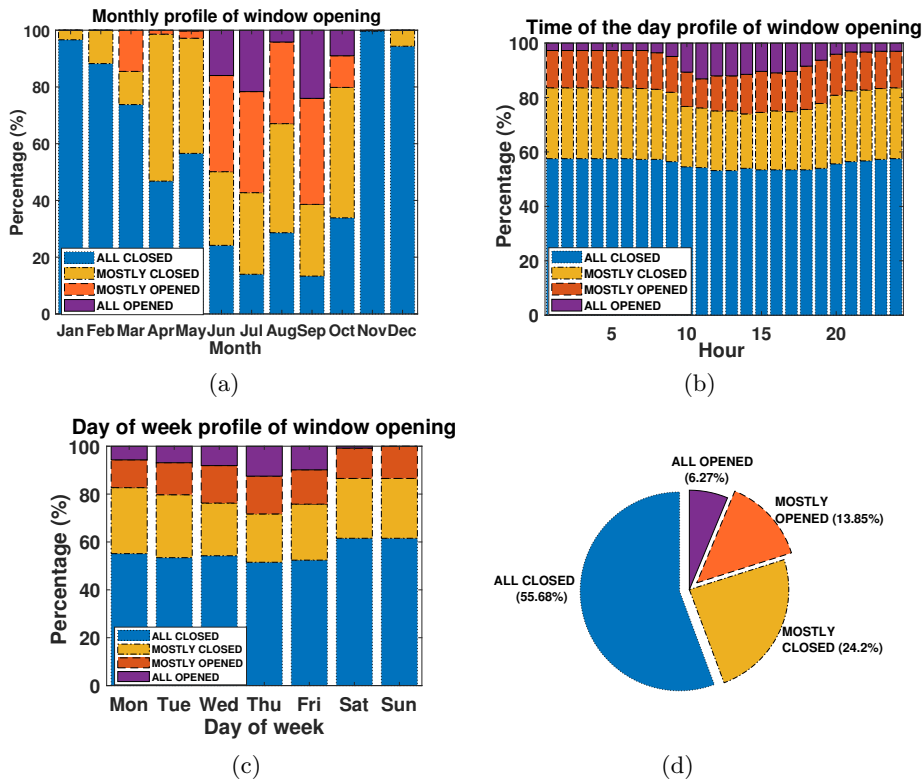 Monthly profile of window opening
Percentage (%)
100
80
60
40
20
0
ALL CLOSED
MOSTLY CLOSED
MOSTLY OPENED
ALL OPENED
Jan Feb Mar Apr May Jun Jul Aug Sep Oct Nov Dec
Month
(a)
Time of the day profile of window opening
Percentage (%)
100
80
60
40
20
0
ALL CLOSED
MOSTLY CLOSED
MOSTLY OPENED
ALL OPENED
5 10 15 20
Hour
(b)
Day of week profile of window opening
Percentage (%)
100
80
60
40
20
0
ALL CLOSED
MOSTLY CLOSED
MOSTLY OPENED
ALL OPENED
Mon Tue Wed Thu Fri Sat Sun
Day of week
(c)
ALL OPENED
(6.27%)
MOSTLY
OPENED (13.85%)
ALL CLOSED
(55.68%)
MOSTLY
CLOSED (24.2%)
(d)